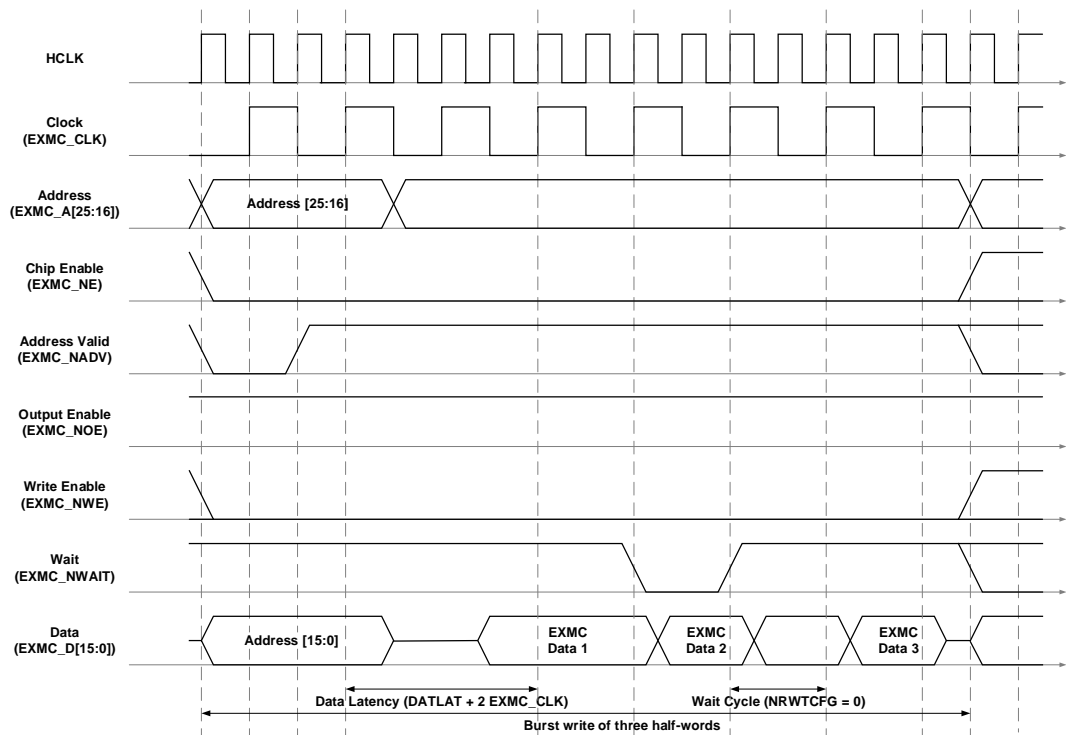 HCLK
Clock
(EXMC_CLK)
Address
(EXMC_A[25:16])
Address [25:16]
Chip Enable
(EXMC_NE)
Address Valid
(EXMC_NADV)
Output Enable
(EXMC_NOE)
Write Enable
(EXMC_NWE)
Wait
(EXMC_NWAIT)
Data
(EXMC_D[15:0])
Address [15:0]
EXMC
Data 1
EXMC
Data 2
EXMC
Data 3
Data Latency (DATLAT + 2 EXMC_CLK)
Wait Cycle (NRWTCFG = 0)
Burst write of three half-words